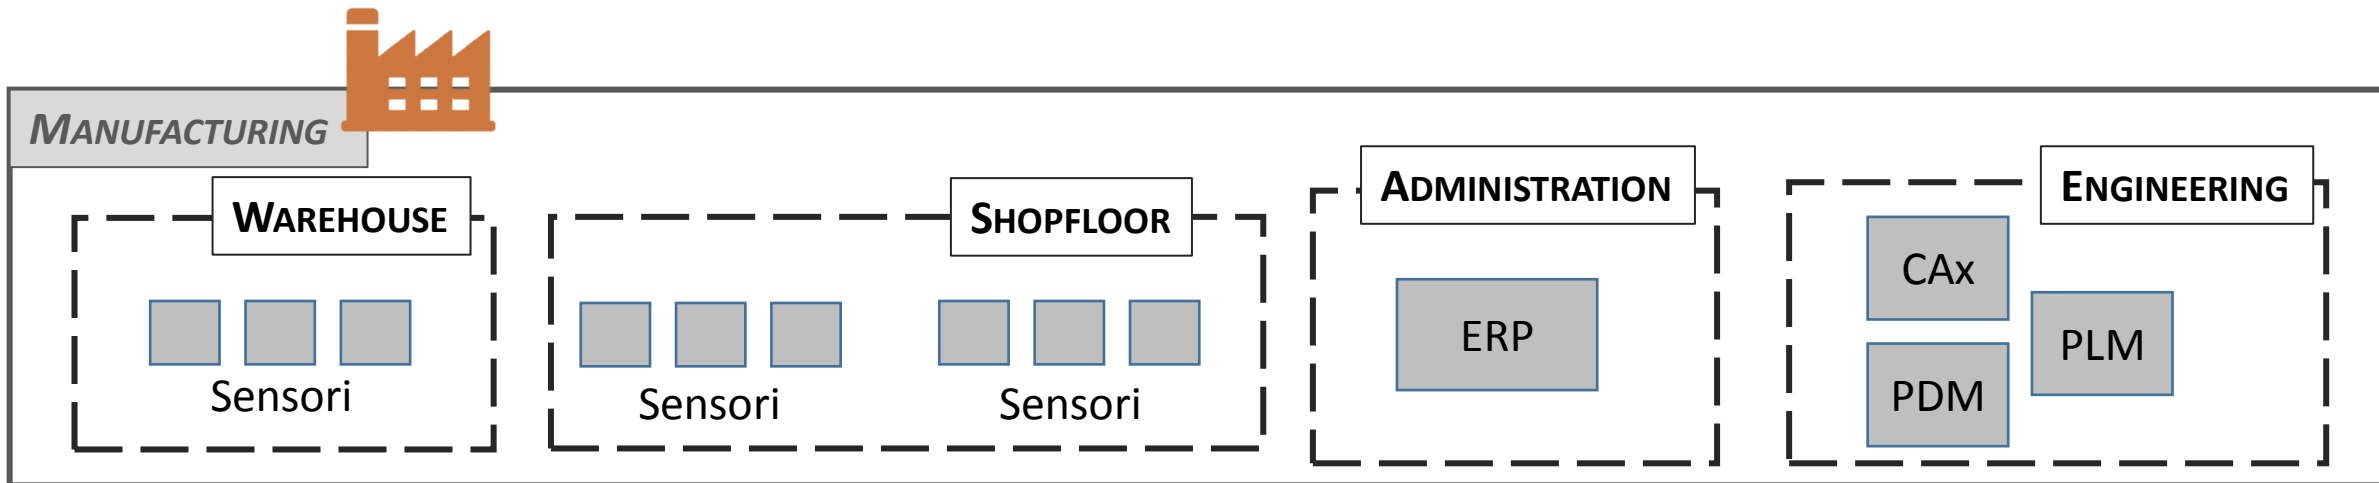 MANUFACTURING
WAREHOUSE
Sensori
SHOPFLOOR
Sensori
Sensori
ADMINISTRATION
ERP
ENGINEERING
CAx
PLM
PDM